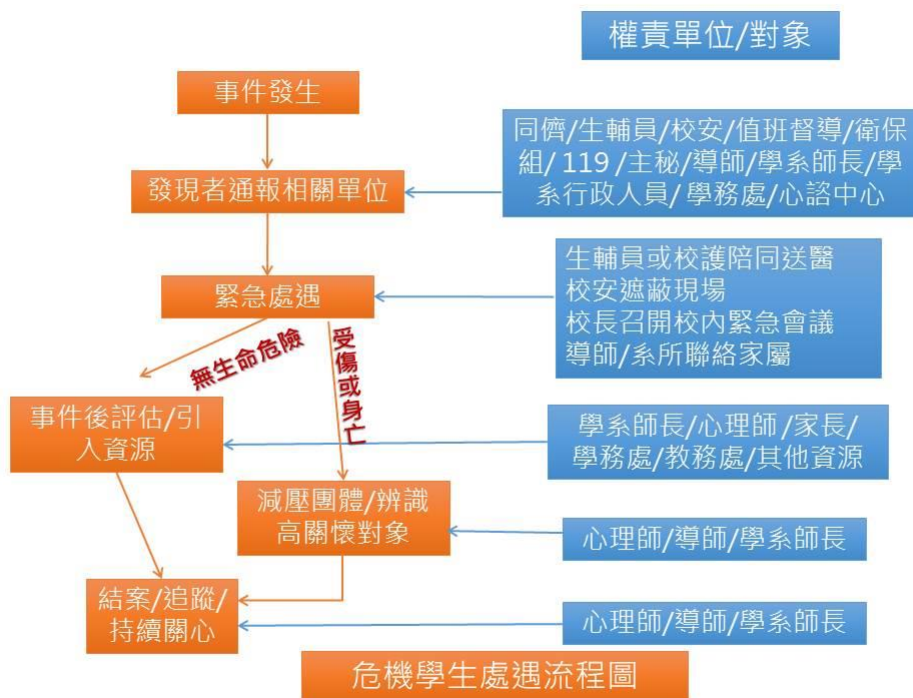 權責單位/對象
事件發生
同儕/生輔員/校安/值班督導/衛保
組/ 119 /主秘/導師/學系師長/學
系行政人員/ 學務處/心諮中心
發現者通報相關單位
生輔員或校護陪同送醫
校安遮蔽現場
校長召開校內緊急會議
導師/系所聯絡家屬
緊急處遇
無生命危險
受傷或身亡
事件後評估/引
入資源
學系師長/心理師/家長/
學務處/教務處/其他資源
減壓團體/辨識
高關懷對象
心理師/導師/學系師長
結案/追蹤/
持續關心
心理師/導師/學系師長
危機學生處遇流程圖